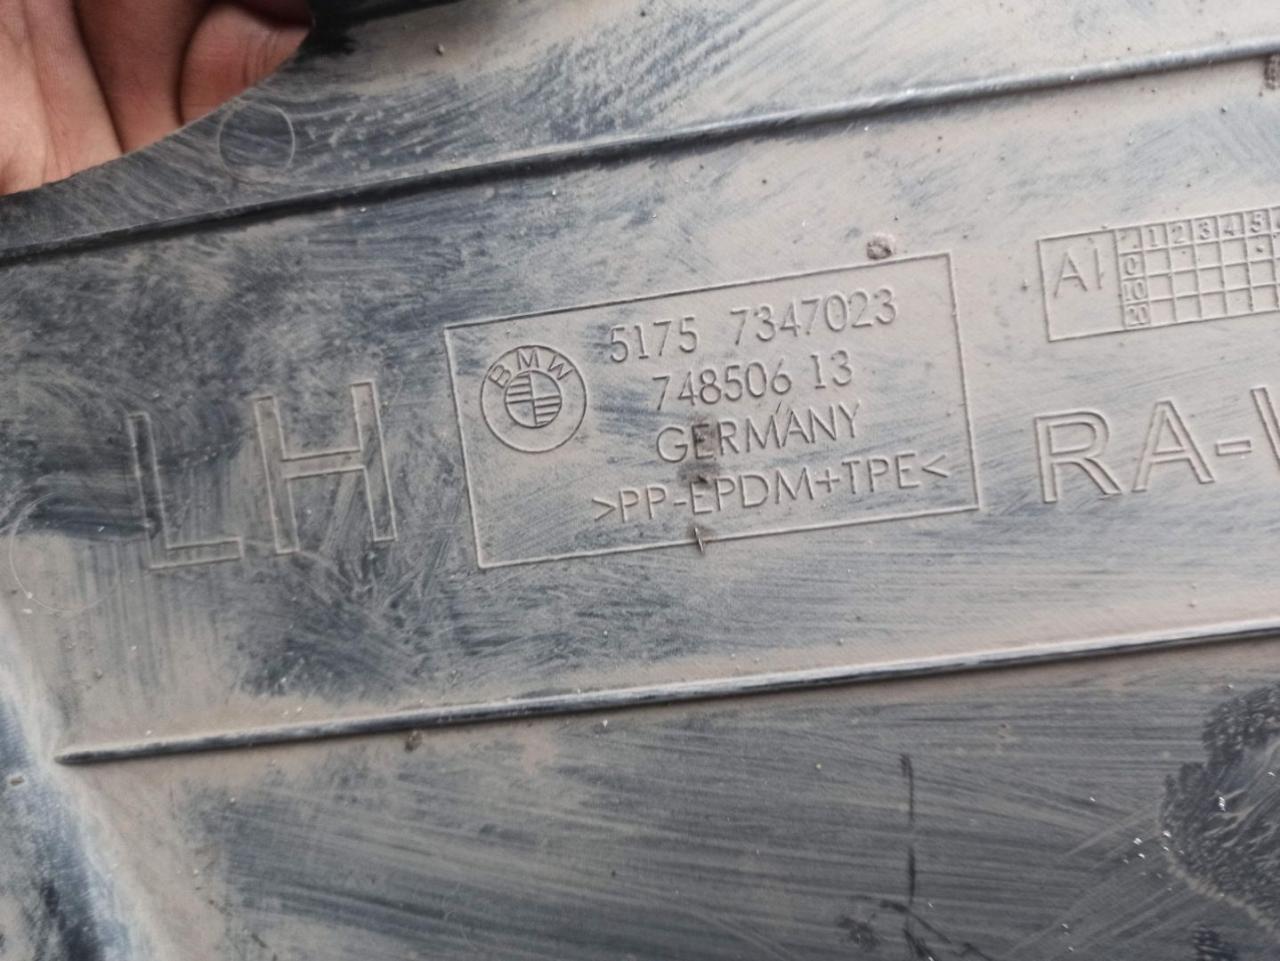 LH
BMW
5175 7347023
748506 13
GERMANY
>PP-EPDM+TPE<
AI
1 2 3 4 5
0
10
20
RA-